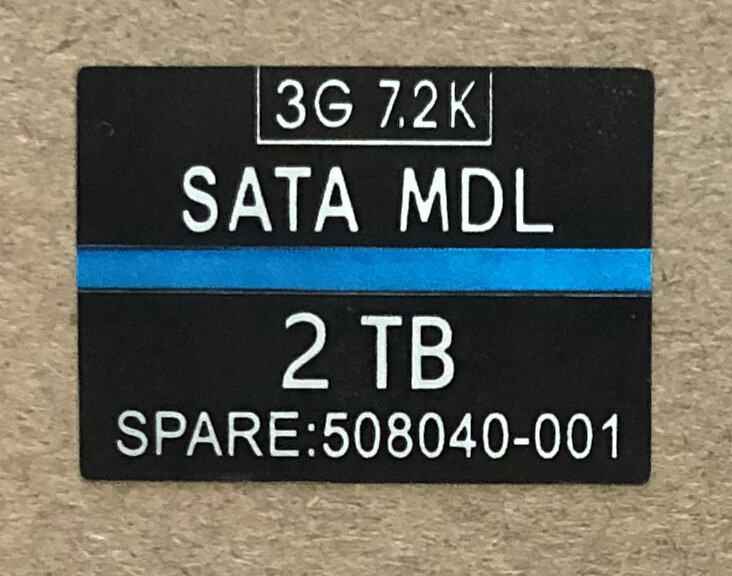 3G 7.2K
SATA MDL
2 TB
SPARE:508040-001